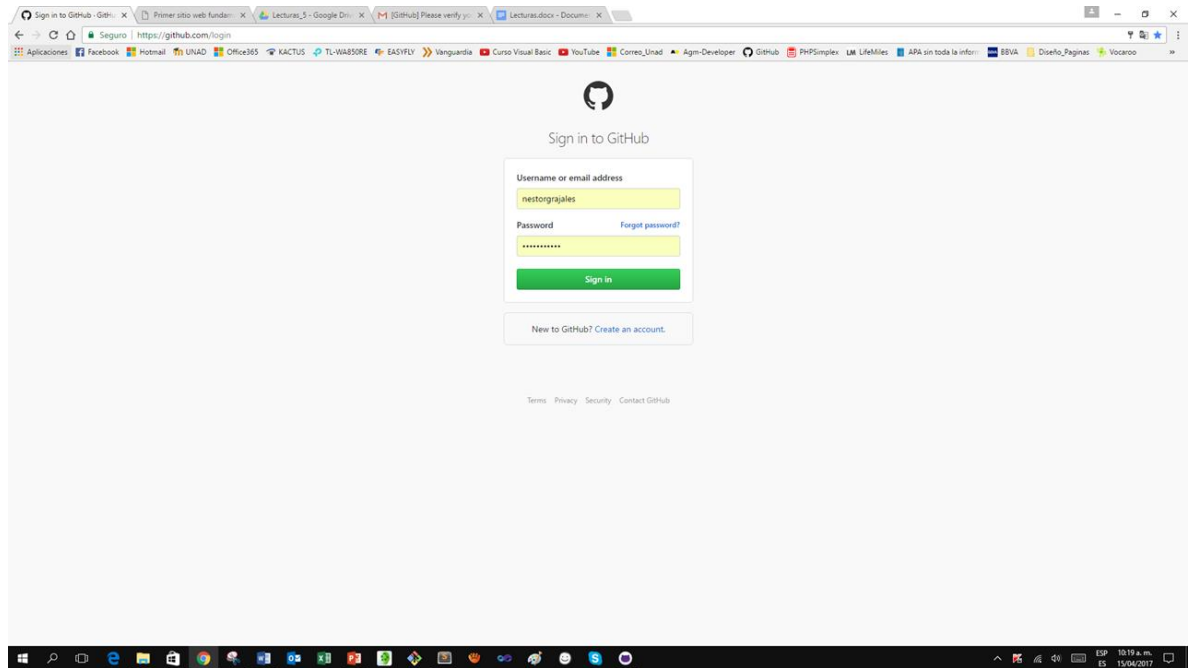 Sign in to GitHub · GitHu
Primer sitio web fundam
Lecturas_5 - Google Driv
[GitHub] Please verify yo
Lecturas.docx - Docume
Seguro | https://github.com/login
Aplicaciones Facebook Hotmail UNAD Office365 KACTUS TL-WA850RE EASYFLY Vanguardia Curso Visual Basic YouTube Correo_Unad Agm-Developer GitHub PHPSimplex LifeMiles APA sin toda la inform BBVA Diseño_Paginas Vocaroo
Sign in to GitHub
Username or email address
nestorgrajales
Password Forgot password?
Sign in
New to GitHub? Create an account.
Terms Privacy Security Contact GitHub
ESP 10:19 a. m.
ES 15/04/2017